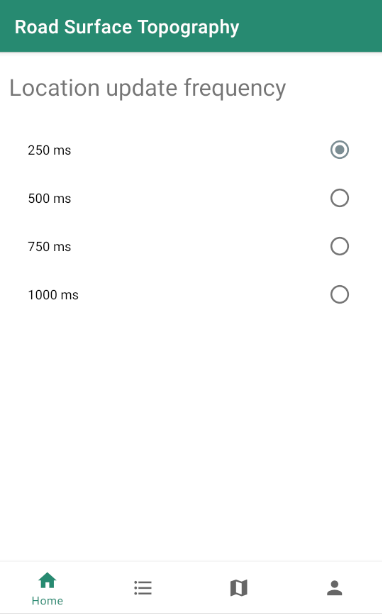 Road Surface Topography
Location update frequency
250 ms
500 ms
750 ms
1000 ms
Home